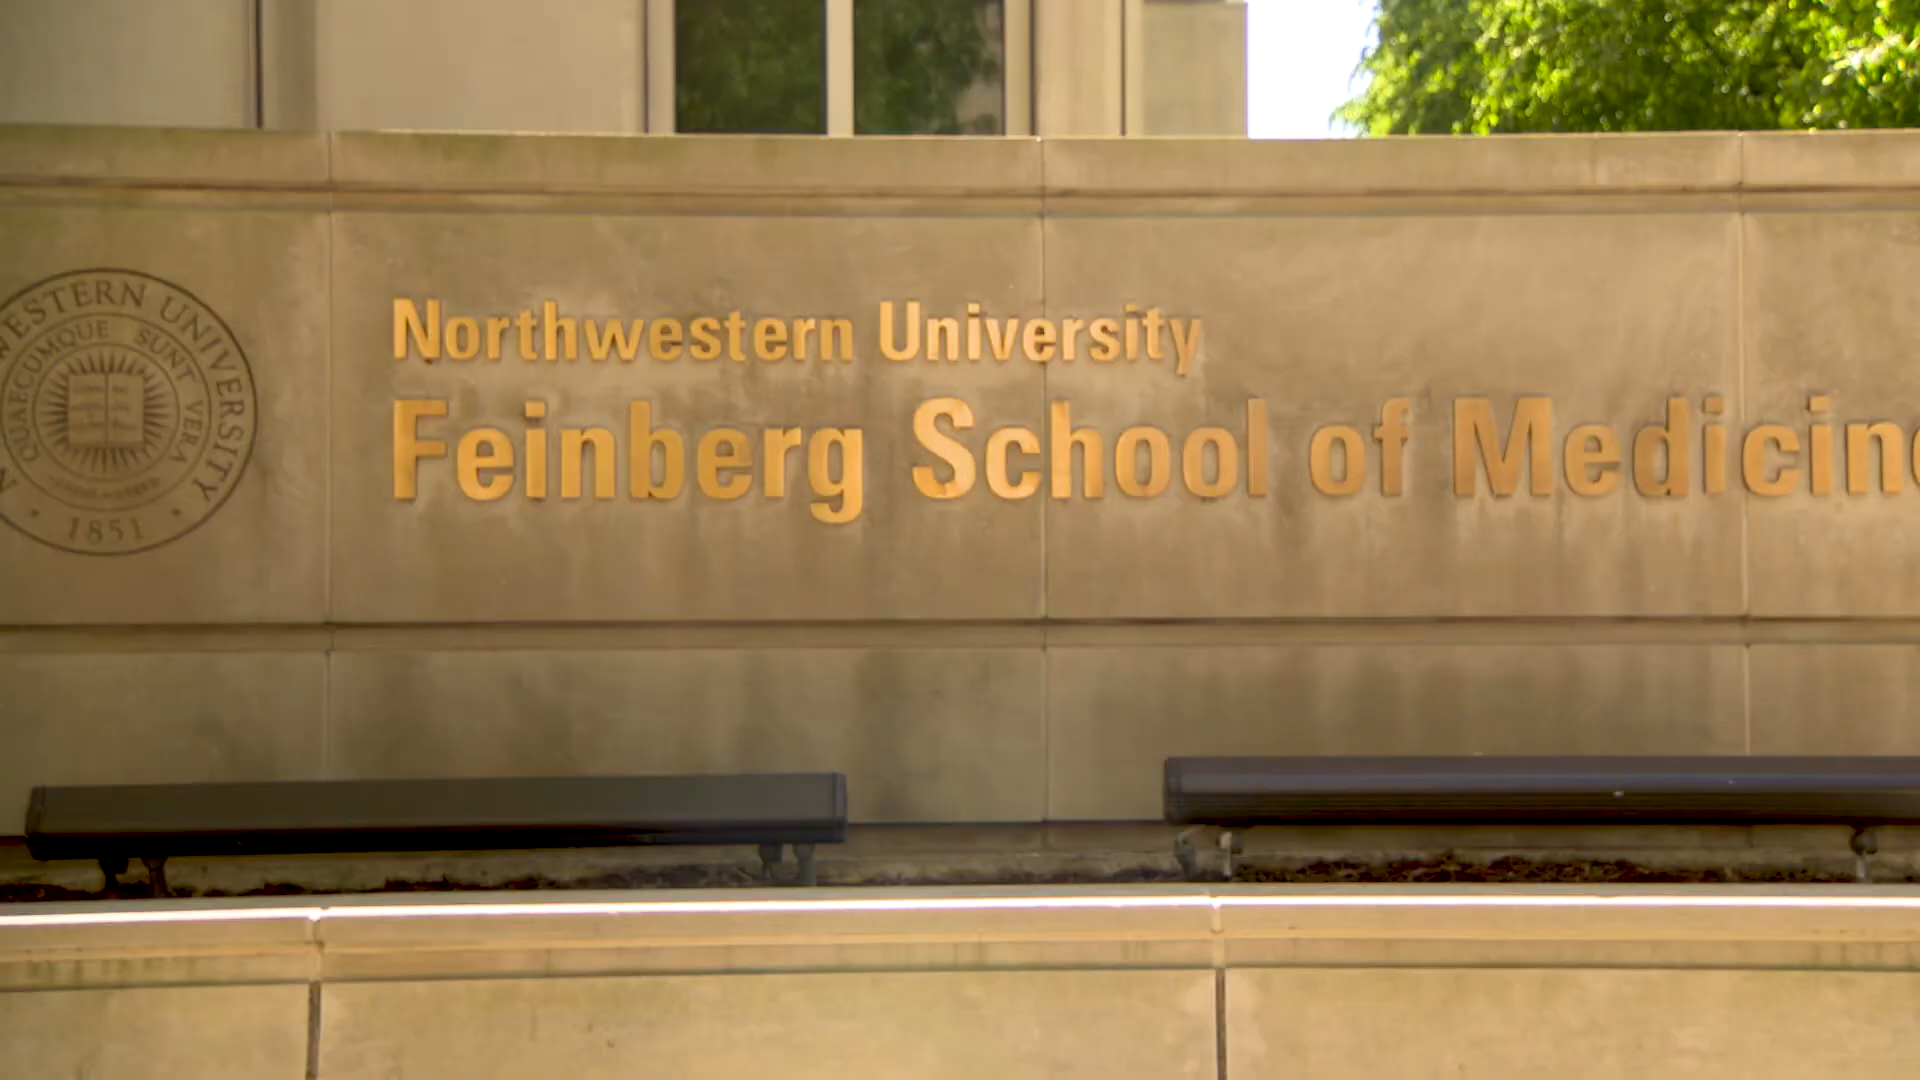 WESTERN UNIVERSITY
QUAECUMQUE SUNT VERA
1851
Northwestern University
Feinberg School of Medicin